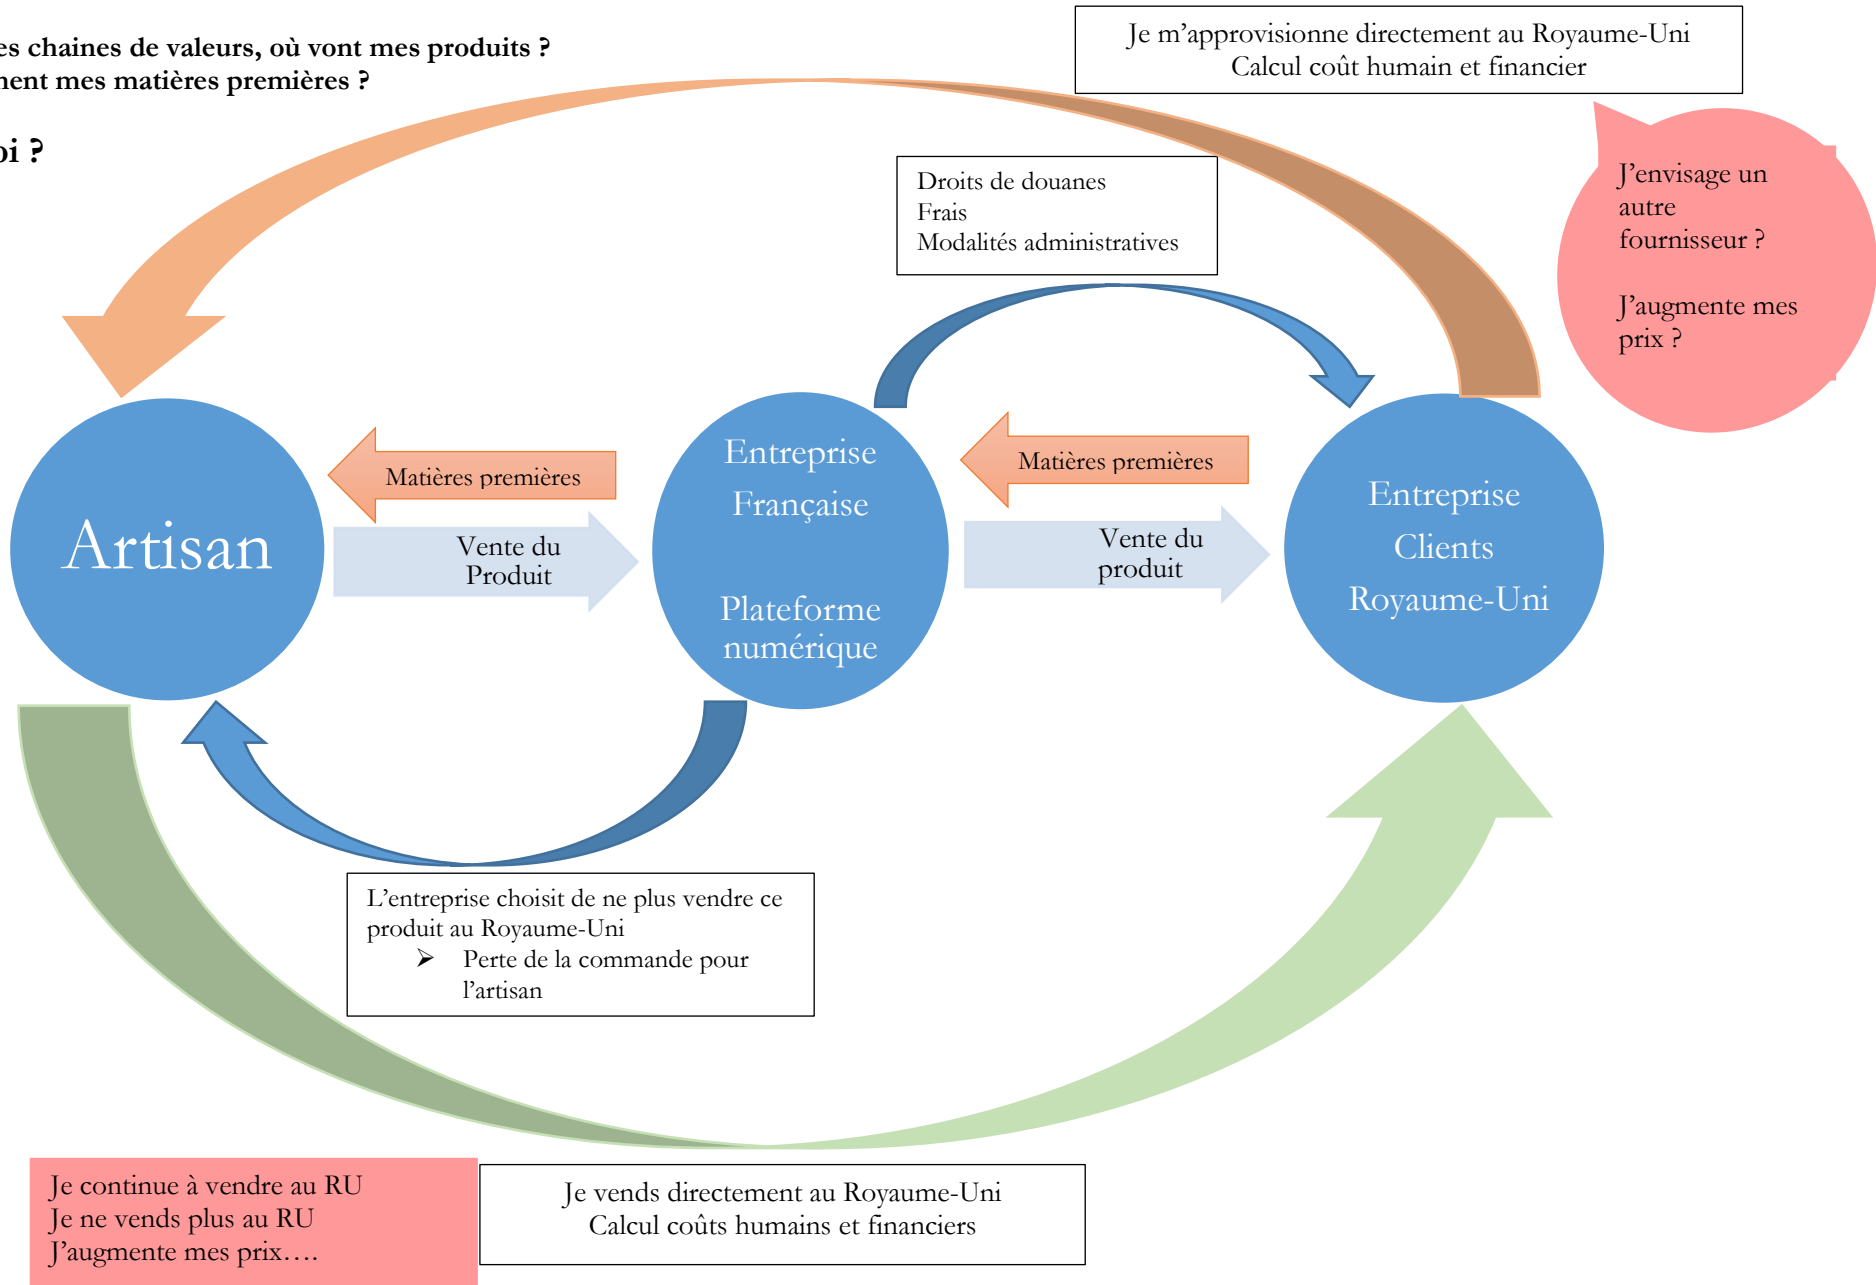 es chaines de valeurs, où vont mes produits ?
nent mes matières premières ?
oi ?
Je m’approvisionne directement au Royaume-Uni
Calcul coût humain et financier
J’envisage un
autre
fournisseur ?
J’augmente mes
prix ?
Droits de douanes
Frais
Modalités administratives
Artisan
Matières premières
Vente du
Produit
Entreprise
Française
Plateforme
numérique
Matières premières
Vente du
produit
Entreprise
Clients
Royaume-Uni
L’entreprise choisit de ne plus vendre ce
produit au Royaume-Uni
➢ Perte de la commande pour
l’artisan
Je continue à vendre au RU
Je ne vends plus au RU
J’augmente mes prix….
Je vends directement au Royaume-Uni
Calcul coûts humains et financiers